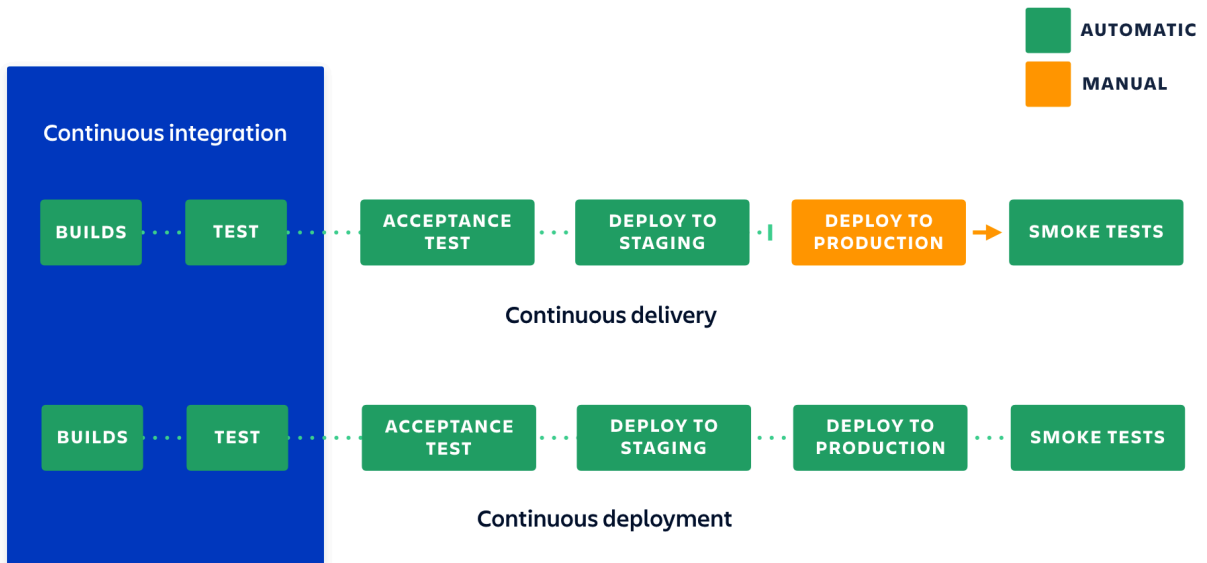 AUTOMATIC
MANUAL
Continuous integration
BUILDS
TEST
ACCEPTANCE
TEST
DEPLOY TO
STAGING
DEPLOY TO
PRODUCTION
SMOKE TESTS
Continuous delivery
BUILDS
TEST
ACCEPTANCE
TEST
DEPLOY TO
STAGING
DEPLOY TO
PRODUCTION
SMOKE TESTS
Continuous deployment